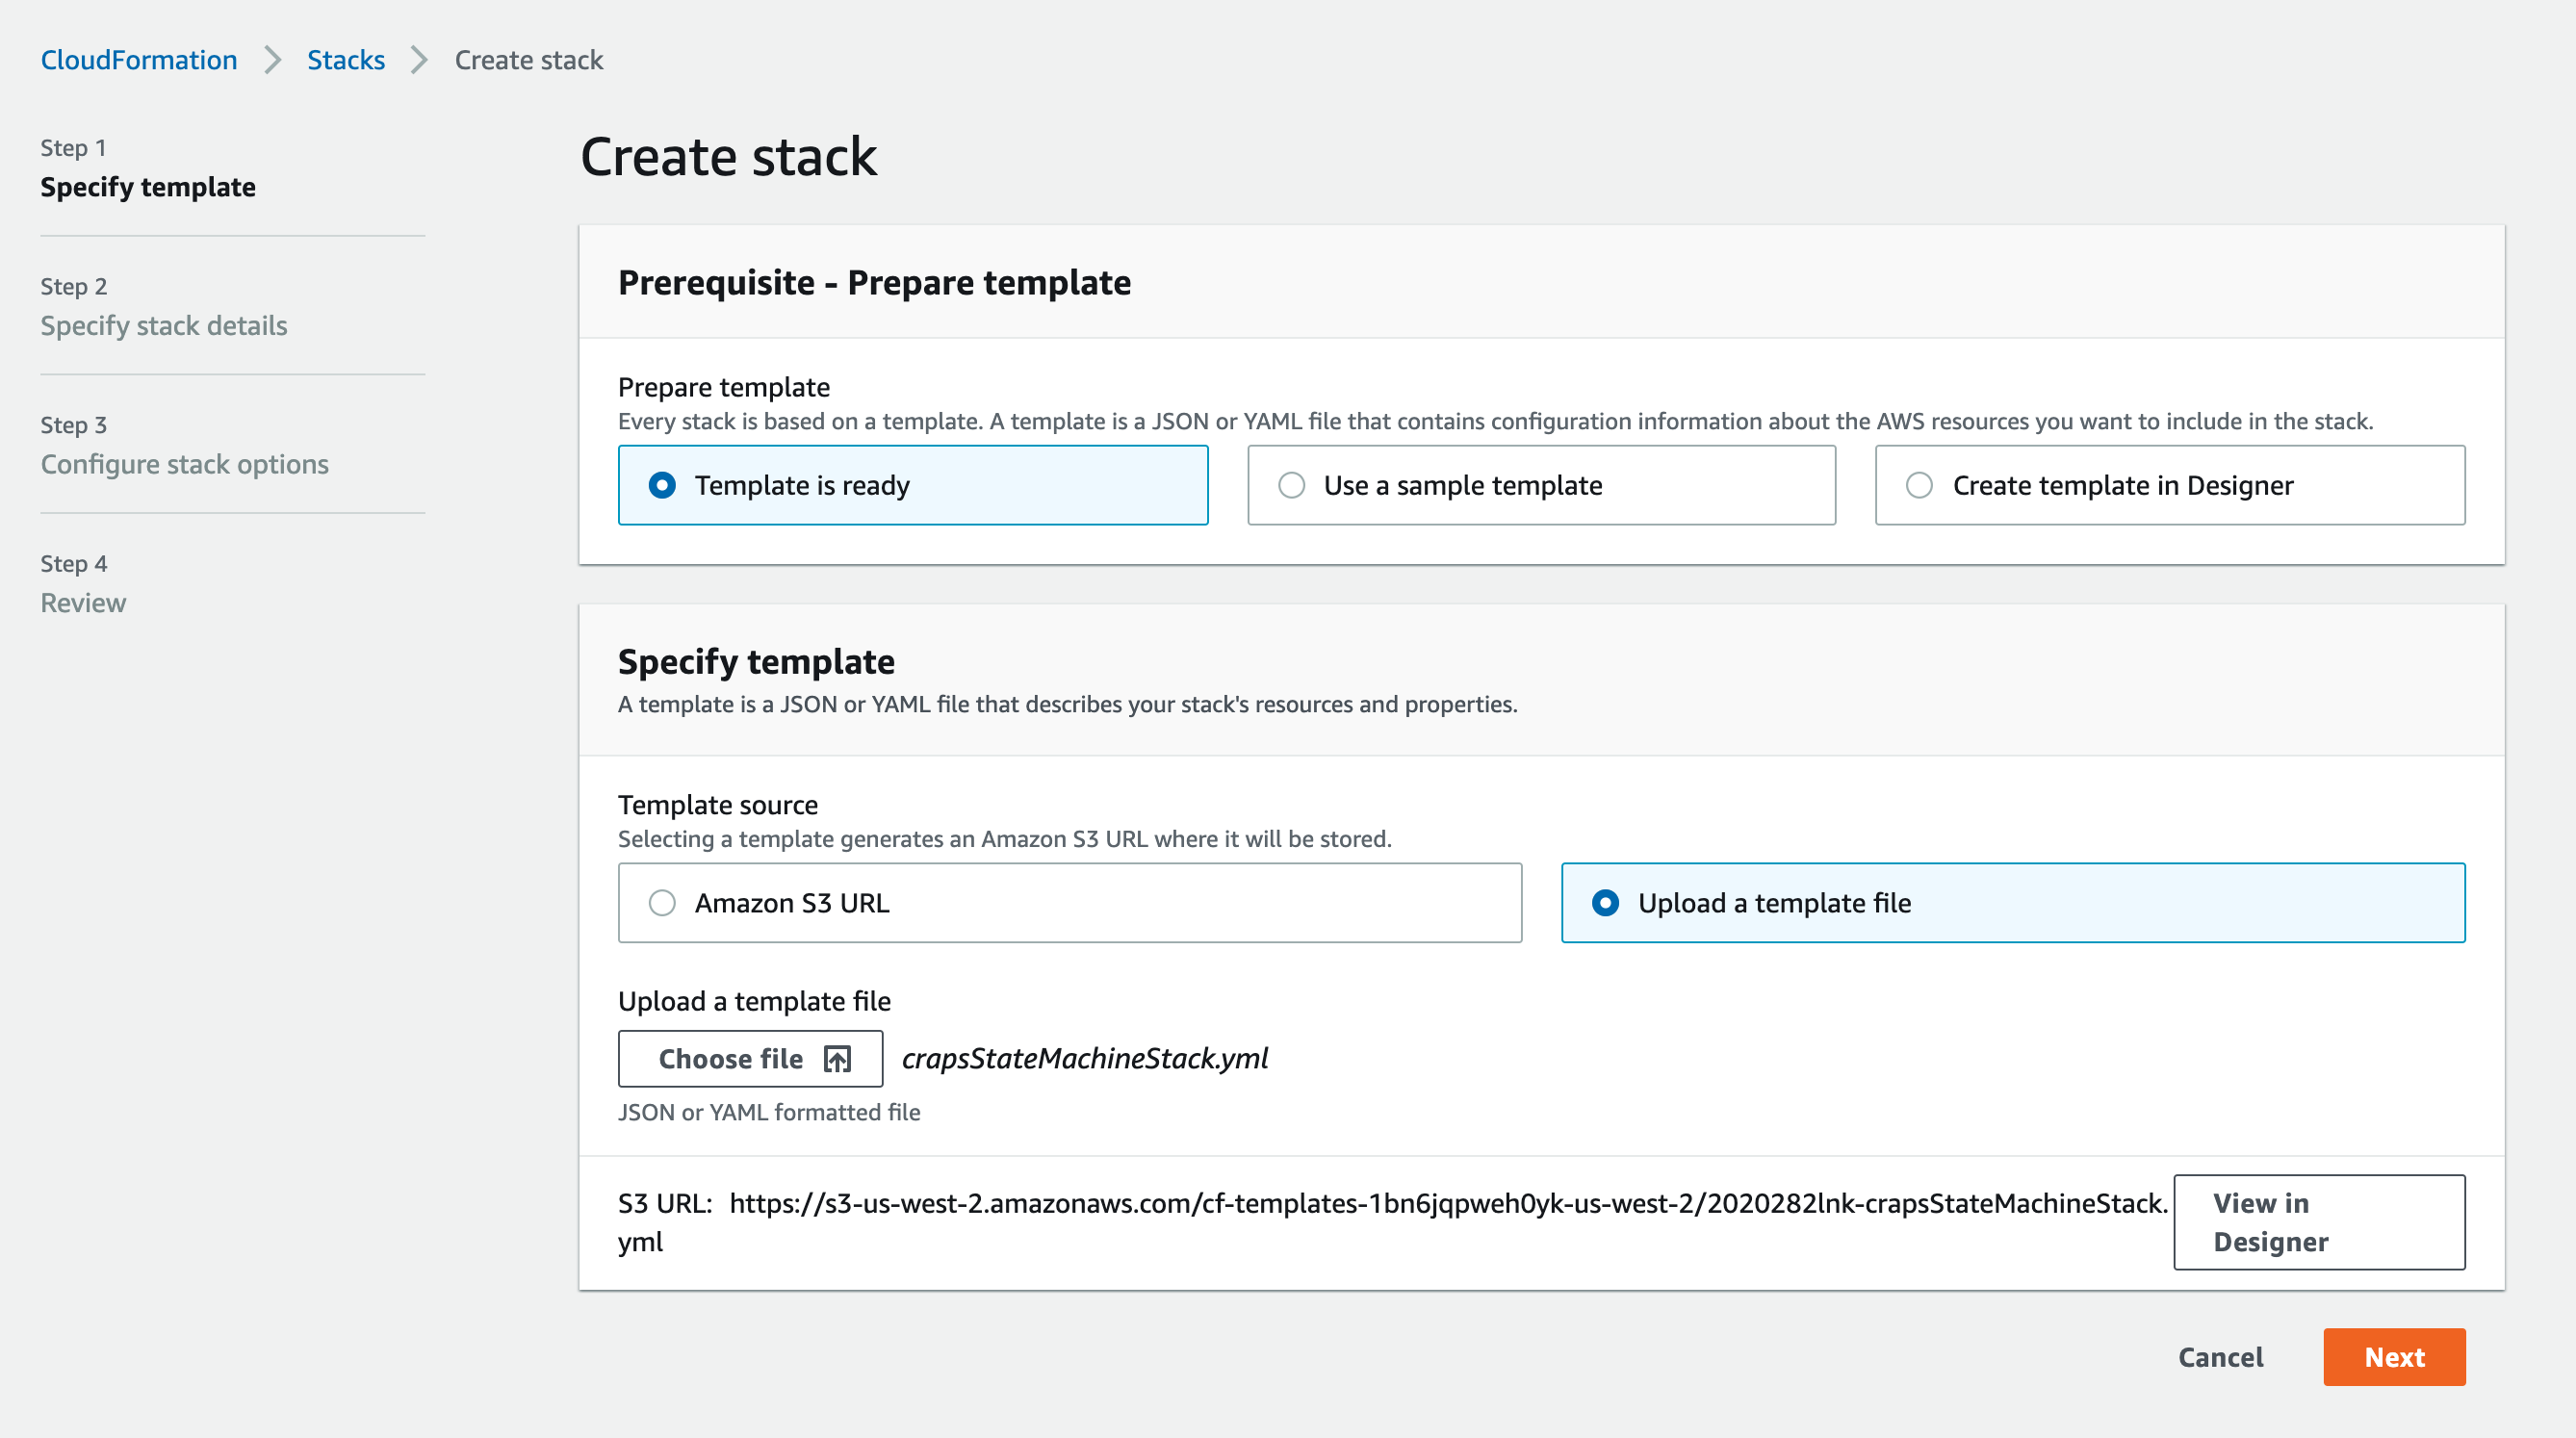 CloudFormation > Stacks > Create stack
Step 1
Specify template
Step 2
Specify stack details
Step 3
Configure stack options
Step 4
Review
Create stack
Prerequisite - Prepare template
Prepare template
Every stack is based on a template. A template is a JSON or YAML file that contains configuration information about the AWS resources you want to include in the stack.
Template is ready
Use a sample template
Create template in Designer
Specify template
A template is a JSON or YAML file that describes your stack's resources and properties.
Template source
Selecting a template generates an Amazon S3 URL where it will be stored.
Amazon S3 URL
Upload a template file
Upload a template file
Choose file crapsStateMachineStack.yml
JSON or YAML formatted file
S3 URL: https://s3-us-west-2.amazonaws.com/cf-templates-1bn6jqpweh0yk-us-west-2/2020282lnk-crapsStateMachineStack.
yml
View in
Designer
Cancel
Next